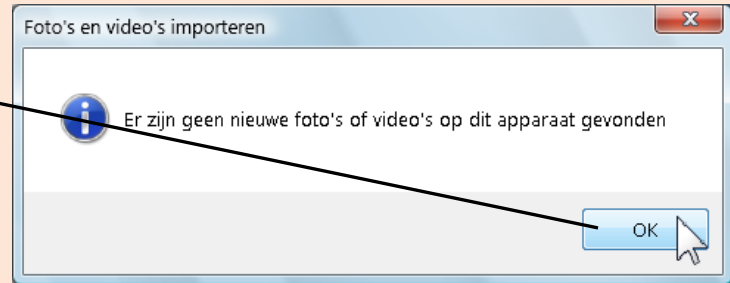 Foto's en video's importeren
Er zijn geen nieuwe foto's of video's op dit apparaat gevonden
OK